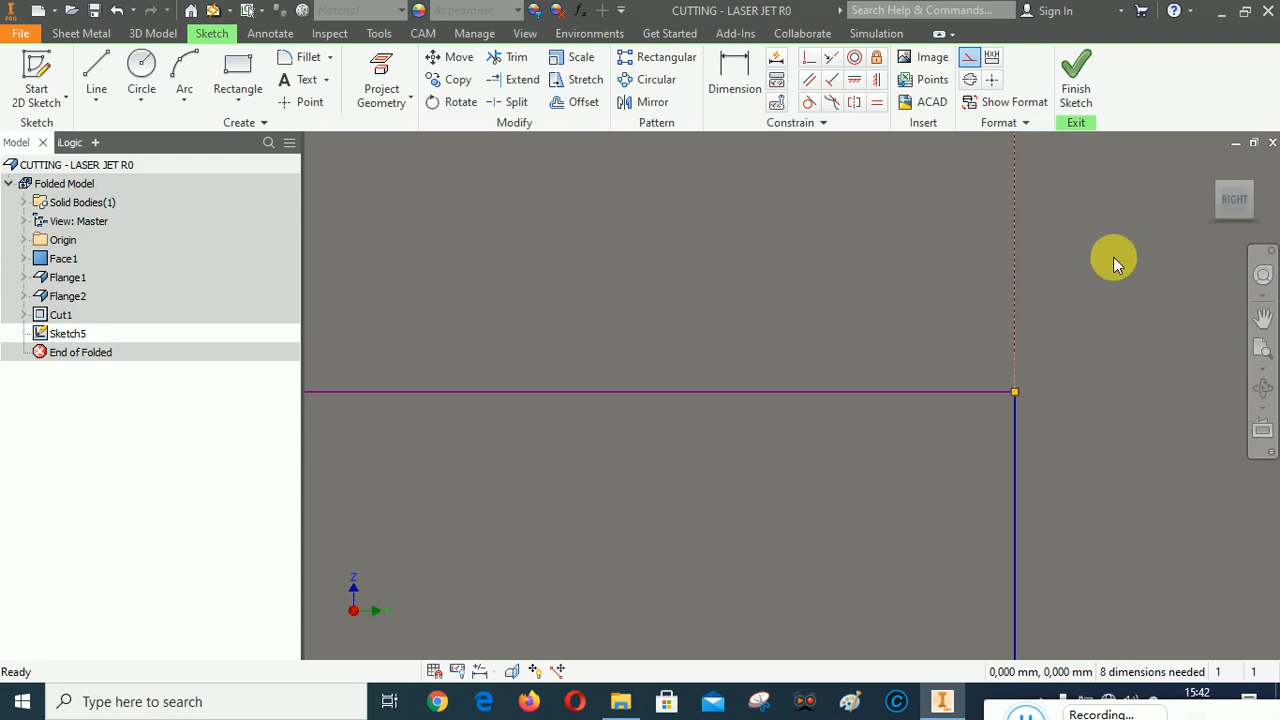 Material
Appearance
CUTTING - LASER JET R0
Search Help & Commands...
Sign In
PRO
File
Sheet Metal
3D Model
Sketch
Annotate
Inspect
Tools
CAM
Manage
View
Environments
Get Started
Add-Ins
Collaborate
Simulation
Start
2D Sketch
Line
Circle
Arc
Rectangle
Fillet
Text
Point
Project
Geometry
Move
Copy
Rotate
Trim
Extend
Split
Scale
Stretch
Offset
Rectangular
Circular
Mirror
Dimension
Image
Points
ACAD
Show Format
Finish
Sketch
Sketch
Create
Modify
Pattern
Constrain
Insert
Format
Exit
Model
iLogic
CUTTING - LASER JET R0
Folded Model
Solid Bodies(1)
View: Master
Origin
Face1
Flange1
Flange2
Cut1
Sketch5
End of Folded
RIGHT
Z
Ready
0,000 mm, 0,000 mm
8 dimensions needed
1
1
Type here to search
15:42
Recording...